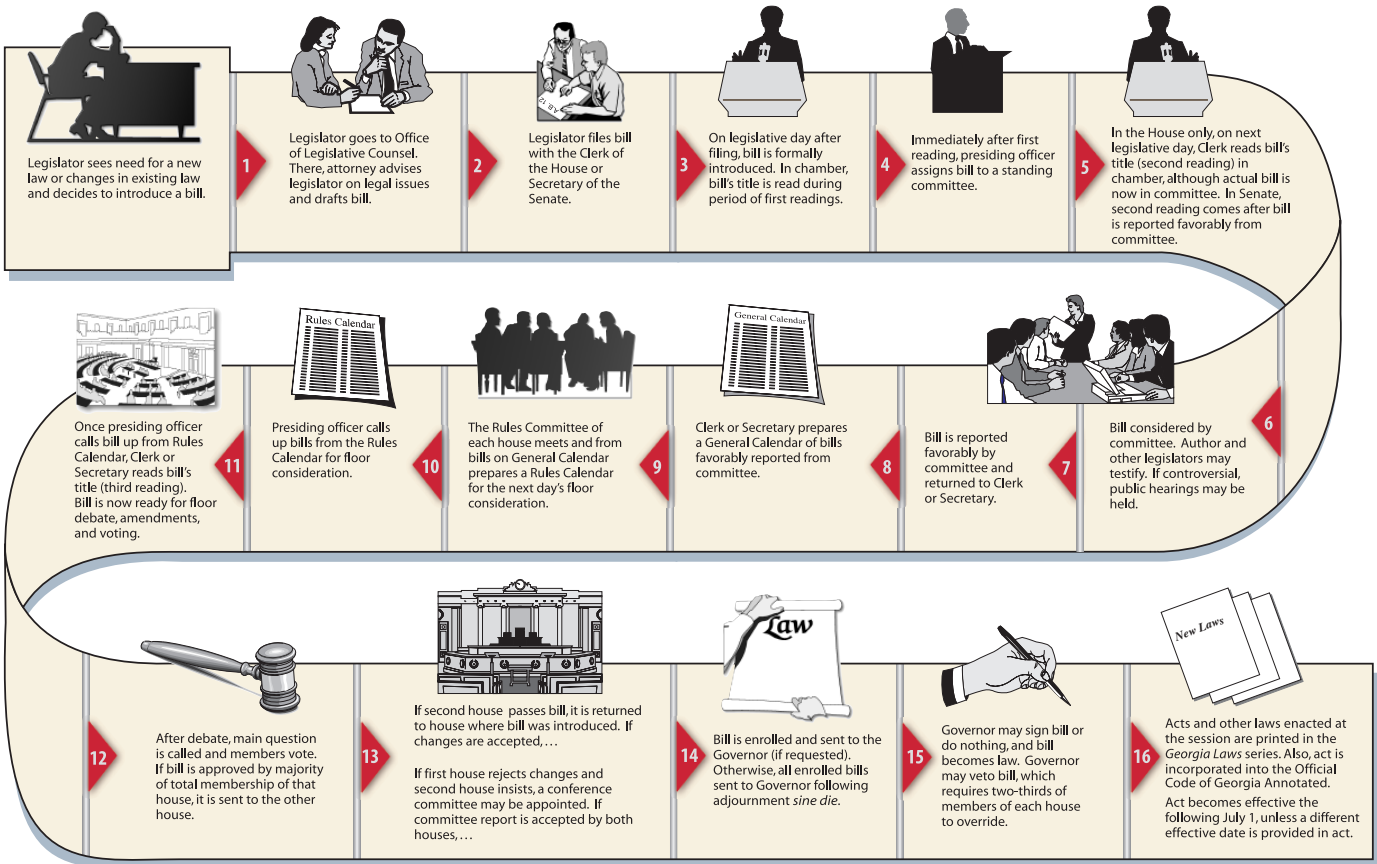 Legislator sees need for a new
law or changes in existing law
and decides to introduce a bill.
1
Legislator goes to Office
of Legislative Counsel.
There, attorney advises
legislator on legal issues
and drafts bill.
2
A.B. 12
Legislator files bill
with the Clerk of
the House or
Secretary of the
Senate.
3
On legislative day after
filing, bill is formally
introduced. In chamber,
bill's title is read during
period of first readings.
4
Immediately after first
reading, presiding officer
assigns bill to a standing
committee.
5
In the House only, on next
legislative day, Clerk reads bill's
title (second reading) in
chamber, although actual bill is
now in committee. In Senate,
second reading comes after bill
is reported favorably from
committee.
6
Bill considered by
committee. Author and
other legislators may
testify. If controversial,
public hearings may be
held.
7
Bill is reported
favorably by
committee and
returned to Clerk
or Secretary.
8
General Calendar
Clerk or Secretary prepares
a General Calendar of bills
favorably reported from
committee.
9
The Rules Committee of
each house meets and from
bills on General Calendar
prepares a Rules Calendar
for the next day's floor
consideration.
10
Rules Calendar
Presiding officer calls
up bills from the Rules
Calendar for floor
consideration.
11
Once presiding officer
calls bill up from Rules
Calendar, Clerk or
Secretary reads bill's
title (third reading).
Bill is now ready for floor
debate, amendments,
and voting.
12
After debate, main question
is called and members vote.
If bill is approved by majority
of total membership of that
house, it is sent to the other
house.
13
If second house passes bill, it is returned
to house where bill was introduced. If
changes are accepted, . . .
If first house rejects changes and
second house insists, a conference
committee may be appointed. If
committee report is accepted by both
houses, . . .
14
Law
Bill is enrolled and sent to the
Governor (if requested).
Otherwise, all enrolled bills
sent to Governor following
adjournment sine die.
15
Governor may sign bill or
do nothing, and bill
becomes law. Governor
may veto bill, which
requires two-thirds of
members of each house
to override.
16
New Laws
Acts and other laws enacted at
the session are printed in the
Georgia Laws series. Also, act is
incorporated into the Official
Code of Georgia Annotated.
Act becomes effective the
following July 1, unless a different
effective date is provided in act.